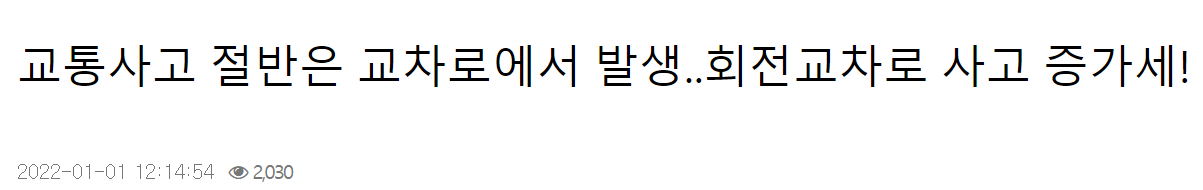 교통사고 절반은 교차로에서 발생..회전교차로 사고 증가세!
2022-01-01 12:14:54 2,030